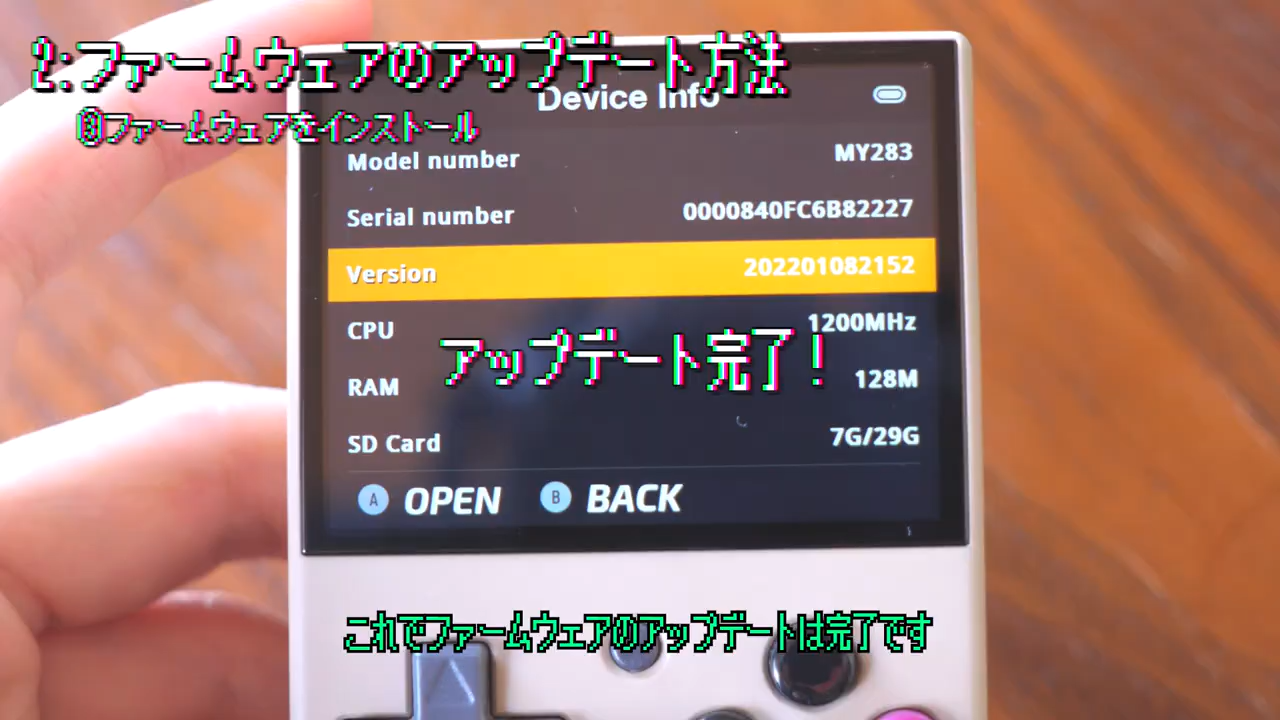 2:ファームウェアのアップデート方法
③ファームウェアをインストール
Device Info
Model number MY283
Serial number 0000840FC6B82227
Version 202201082152
CPU 1200MHz
アップデート完了!
RAM 128M
SD Card 7G/29G
A OPEN B BACK
これでファームウェアのアップデートは完了です